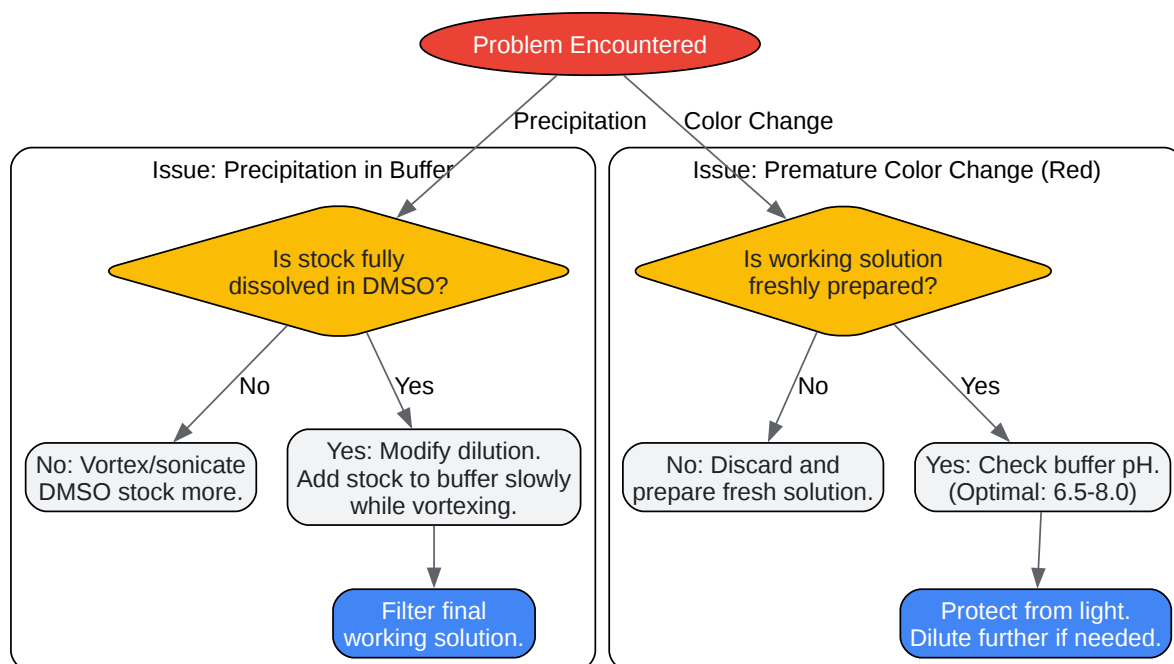 Problem Encountered
Precipitation
Color Change
Issue: Precipitation in Buffer
Is stock fully
dissolved in DMSO?
No
Yes
No: Vortex/sonicate
DMSO stock more.
Yes: Modify dilution.
Add stock to buffer slowly
while vortexing.
Filter final
working solution.
Issue: Premature Color Change (Red)
Is working solution
freshly prepared?
No
Yes
No: Discard and
prepare fresh solution.
Yes: Check buffer pH.
(Optimal: 6.5-8.0)
Protect from light.
Dilute further if needed.